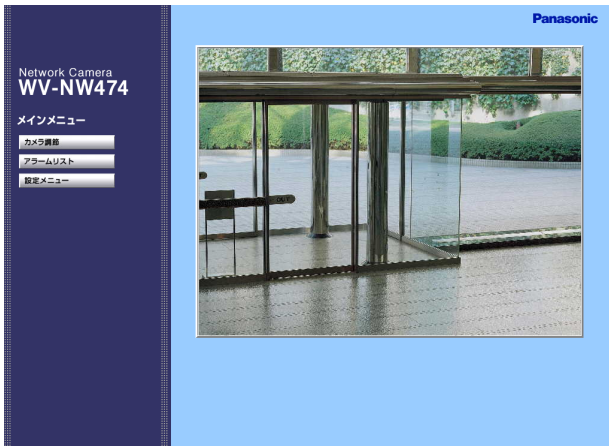 Panasonic
Network Camera
WV-NW474
メインメニュー
カメラ調節
アラームリスト
設定メニュー